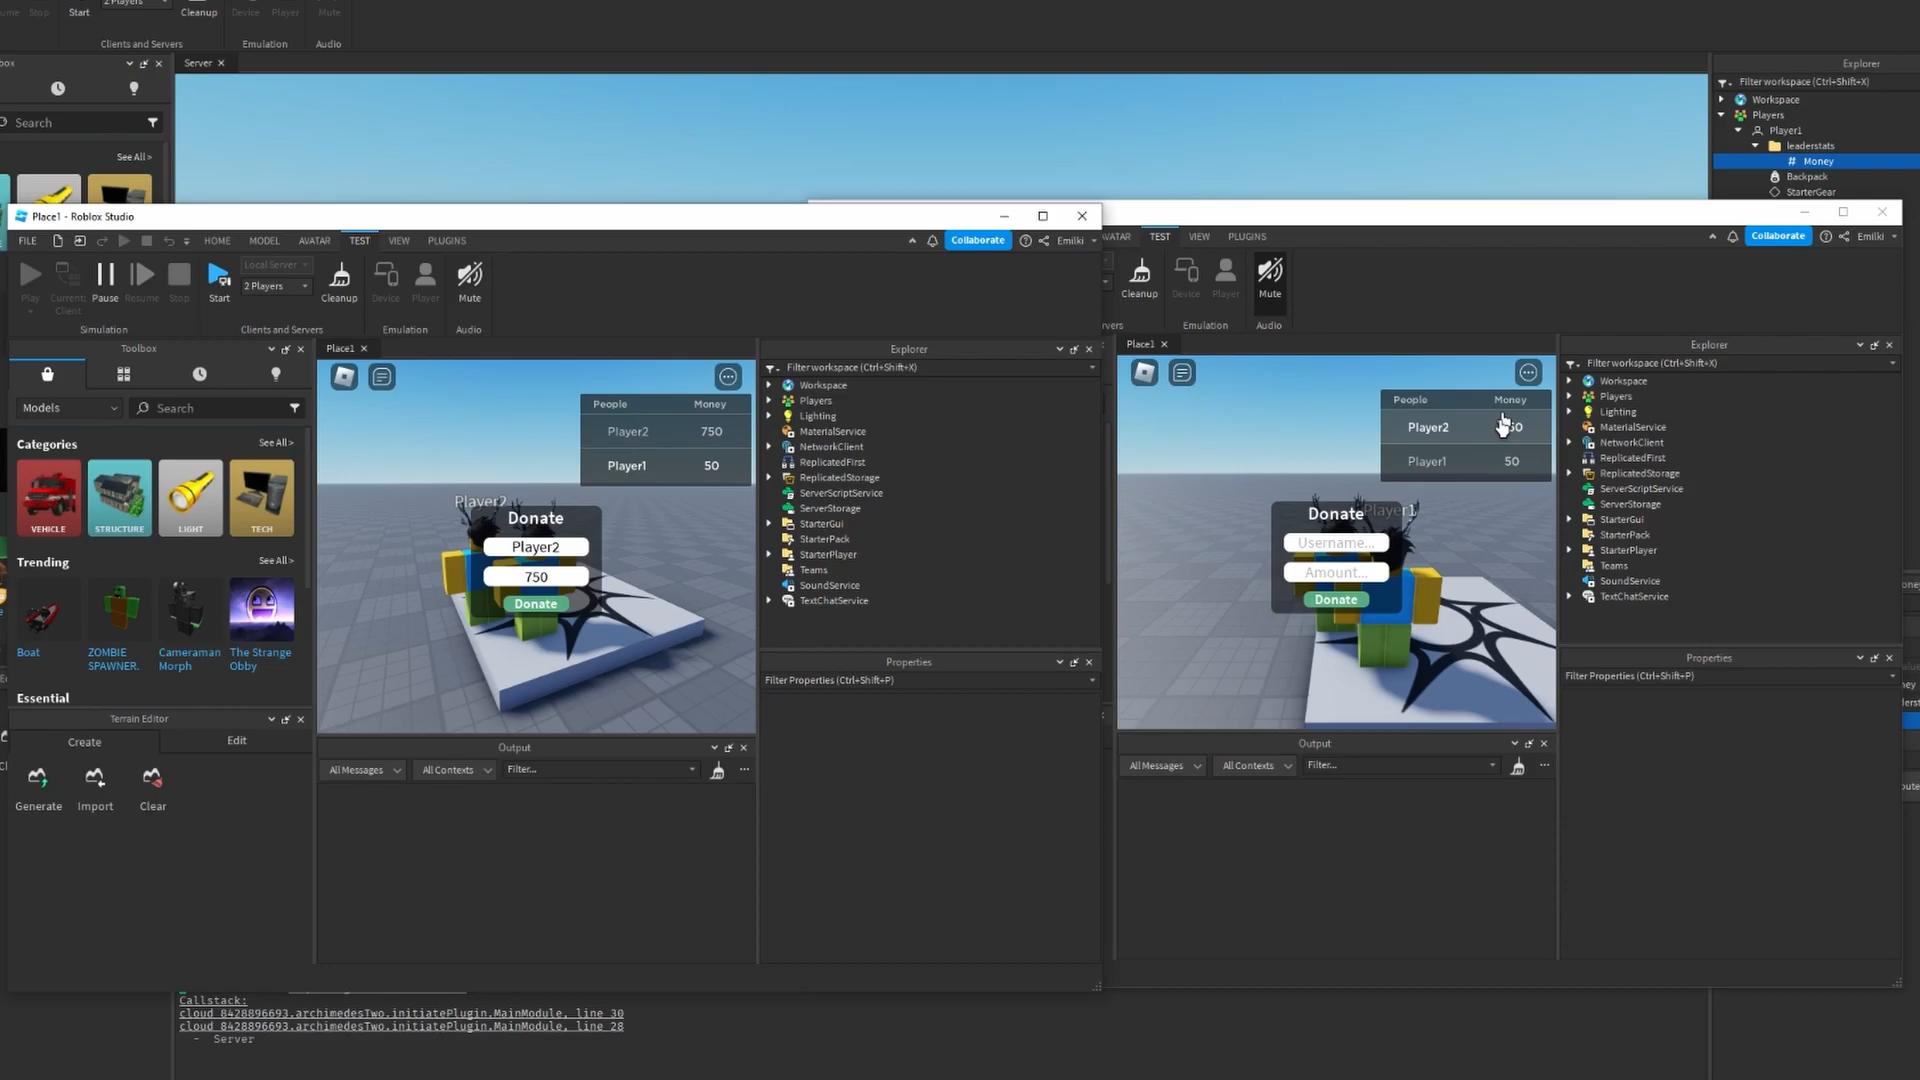 2 Players
Start
Cleanup
Device
Player
Mute
Clients and Servers
Emulation
Audio
Server
Explorer
Filter workspace (Ctrl+Shift+X)
Workspace
Players
Player1
leaderstats
# Money
Backpack
StarterGear
Search
See All >
Place1 - Roblox Studio
FILE
HOME
MODEL
AVATAR
TEST
VIEW
PLUGINS
Collaborate
Emilki
Play
Current:
Client
Pause
Resume
Stop
Start
Local Server
2 Players
Cleanup
Device
Player
Mute
Simulation
Clients and Servers
Emulation
Audio
Toolbox
Models
Search
Categories
See All >
VEHICLE
STRUCTURE
LIGHT
TECH
Trending
See All >
Boat
ZOMBIE SPAWNER.
Cameraman Morph
The Strange Obby
Essential
Terrain Editor
Create
Edit
Generate
Import
Clear
Place1
People Money
Player2 750
Player1 50
Player2
Donate
Player2
750
Donate
Output
All Messages
All Contexts
Filter...
Explorer
Filter workspace (Ctrl+Shift+X)
Workspace
Players
Lighting
MaterialService
NetworkClient
ReplicatedFirst
ReplicatedStorage
ServerScriptService
ServerStorage
StarterGui
StarterPack
StarterPlayer
Teams
SoundService
TextChatService
Properties
Filter Properties (Ctrl+Shift+P)
VATAR
TEST
VIEW
PLUGINS
Collaborate
Emilki
Cleanup
Device
Player
Mute
rvers
Emulation
Audio
Place1
People Money
Player2
Player1 50
Player1
Donate
Username...
Amount...
Donate
Output
All Messages
All Contexts
Filter...
Explorer
Filter workspace (Ctrl+Shift+X)
Workspace
Players
Lighting
MaterialService
NetworkClient
ReplicatedFirst
ReplicatedStorage
ServerScriptService
ServerStorage
StarterGui
StarterPack
StarterPlayer
Teams
SoundService
TextChatService
Properties
Filter Properties (Ctrl+Shift+P)
Callstack:
cloud_8428896693.archimedesTwo.initiatePlugin.MainModule, line 30
cloud_8428896693.archimedesTwo.initiatePlugin.MainModule, line 28
- Server